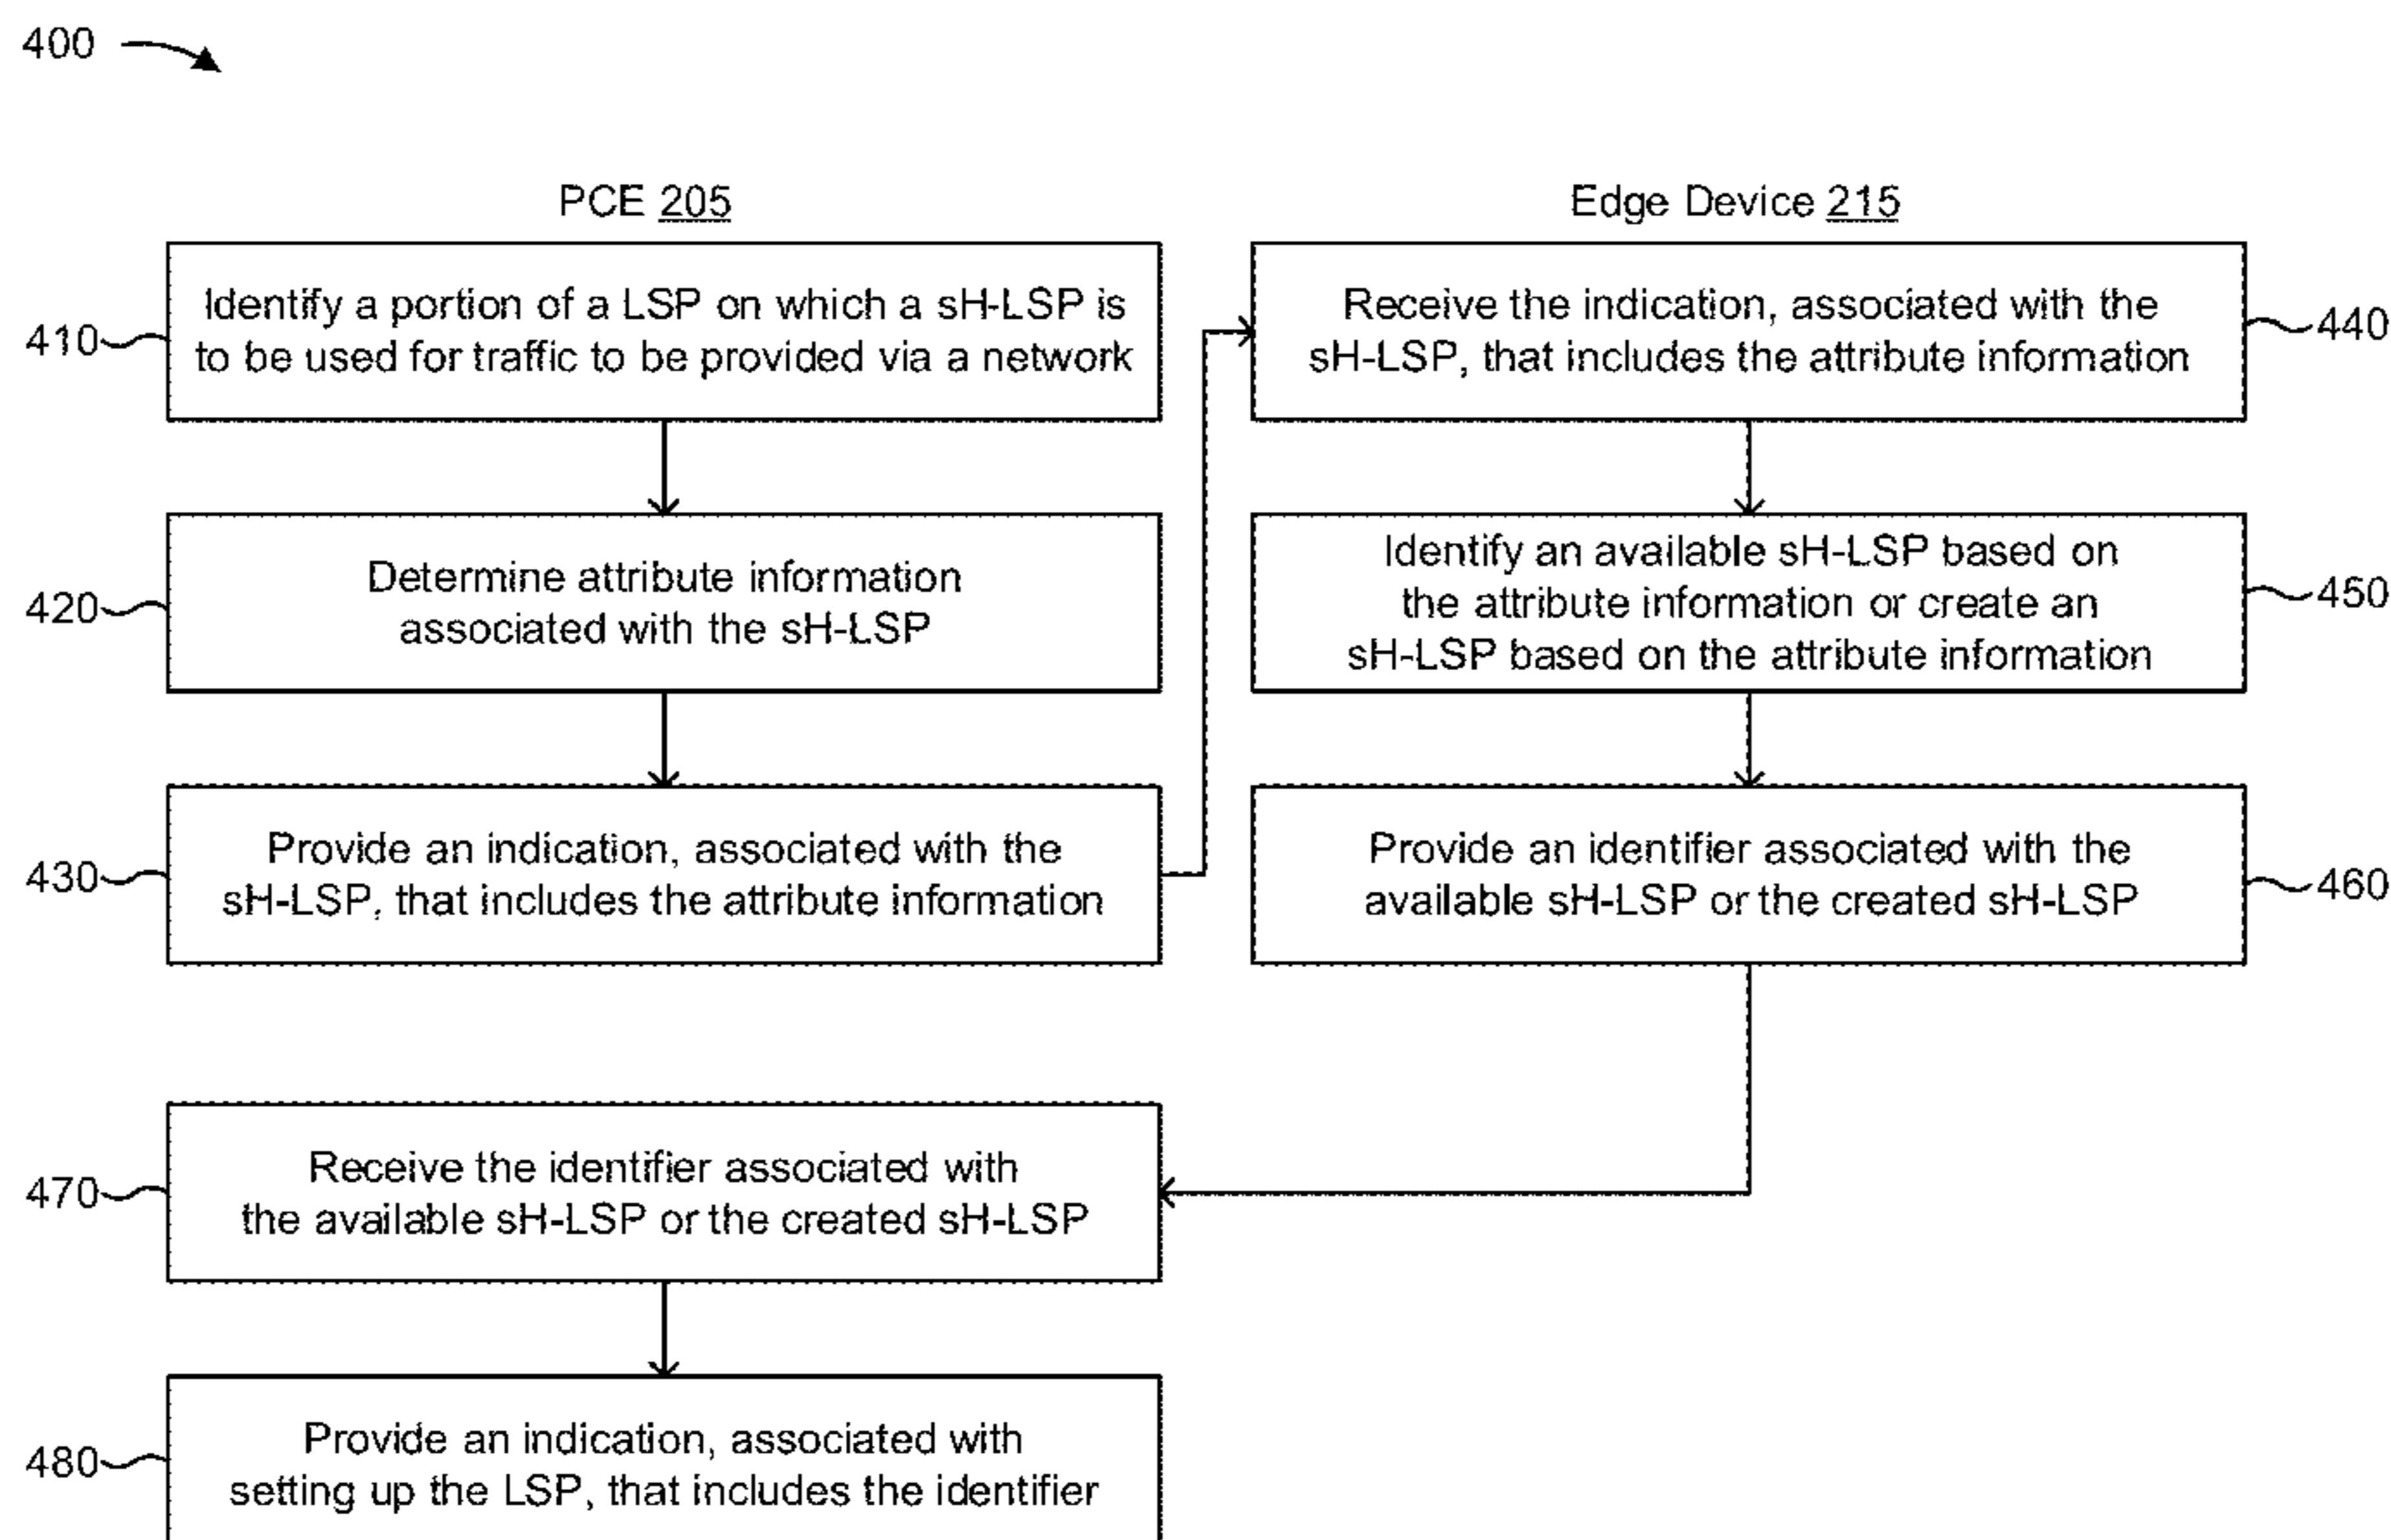 400
PCE 205
Identify a portion of a LSP on which a sH-LSP is
to be used for traffic to be provided via a network
410
Determine attribute information
associated with the sH-LSP
420
Provide an indication, associated with the
sH-LSP, that includes the attribute information
430
Edge Device 215
Receive the indication, associated with the
sH-LSP, that includes the attribute information
440
Identify an available sH-LSP based on
the attribute information or create an
sH-LSP based on the attribute information
450
Provide an identifier associated with the
available sH-LSP or the created sH-LSP
460
Receive the identifier associated with
the available sH-LSP or the created sH-LSP
470
Provide an indication, associated with
setting up the LSP, that includes the identifier
480